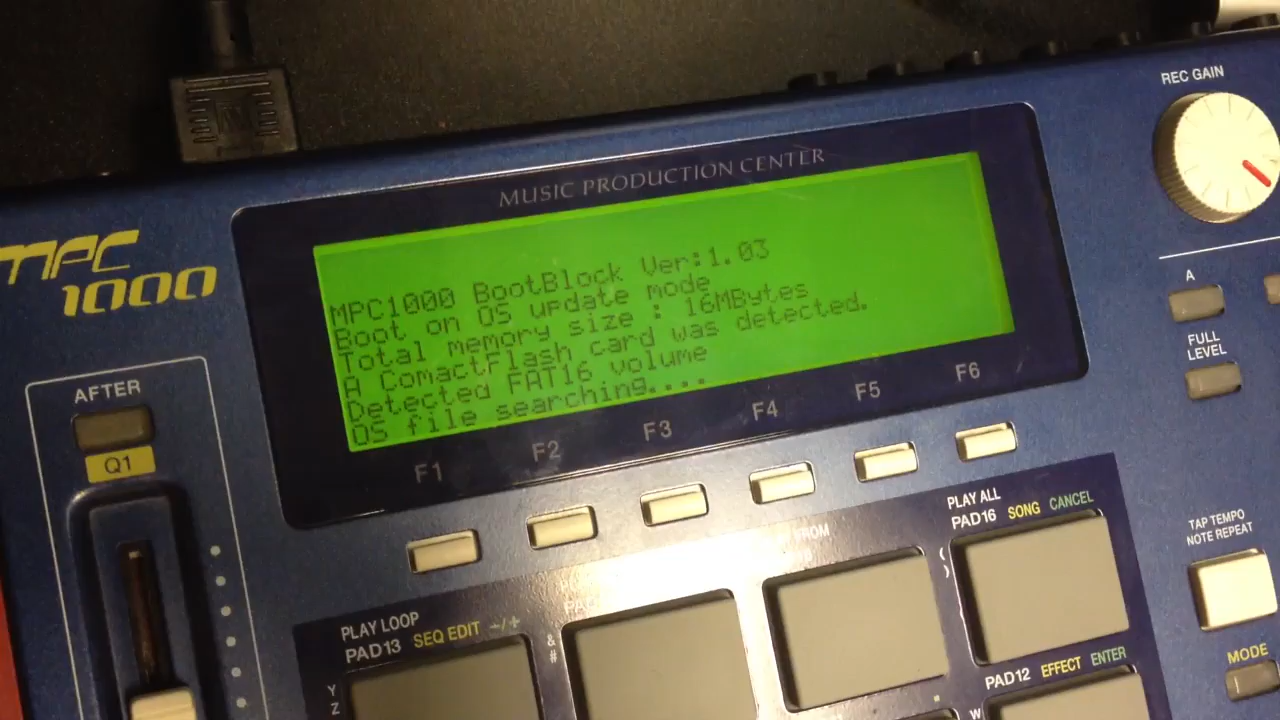 REC GAIN
MUSIC PRODUCTION CENTER
MPC
1000
MPC1000 BootBlock Ver:1.03
Boot on OS update mode
Total memory size : 16MBytes
A ComactFlash card was detected.
Detected FAT16 volume
OS file searching....
A
FULL
LEVEL
AFTER
Q1
F1 F2 F3 F4 F5 F6
PLAY ALL
PAD16 SONG CANCEL
FROM
TAP TEMPO
NOTE REPEAT
PLAY LOOP
PAD13 SEQ EDIT -/+
&
#
( )
Y
Z
PAD12 EFFECT ENTER
W
MODE